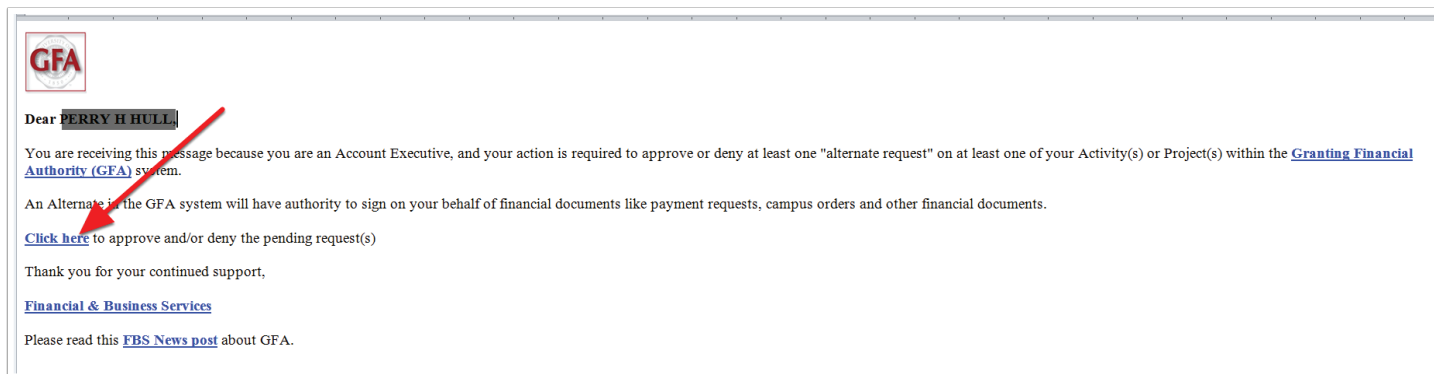 GFA
Dear PERRY H HULL,
You are receiving this message because you are an Account Executive, and your action is required to approve or deny at least one "alternate request" on at least one of your Activity(s) or Project(s) within the Granting Financial
Authority (GFA) system.
An Alternate in the GFA system will have authority to sign on your behalf of financial documents like payment requests, campus orders and other financial documents.
Click here to approve and/or deny the pending request(s)
Thank you for your continued support,
Financial & Business Services
Please read this FBS News post about GFA.